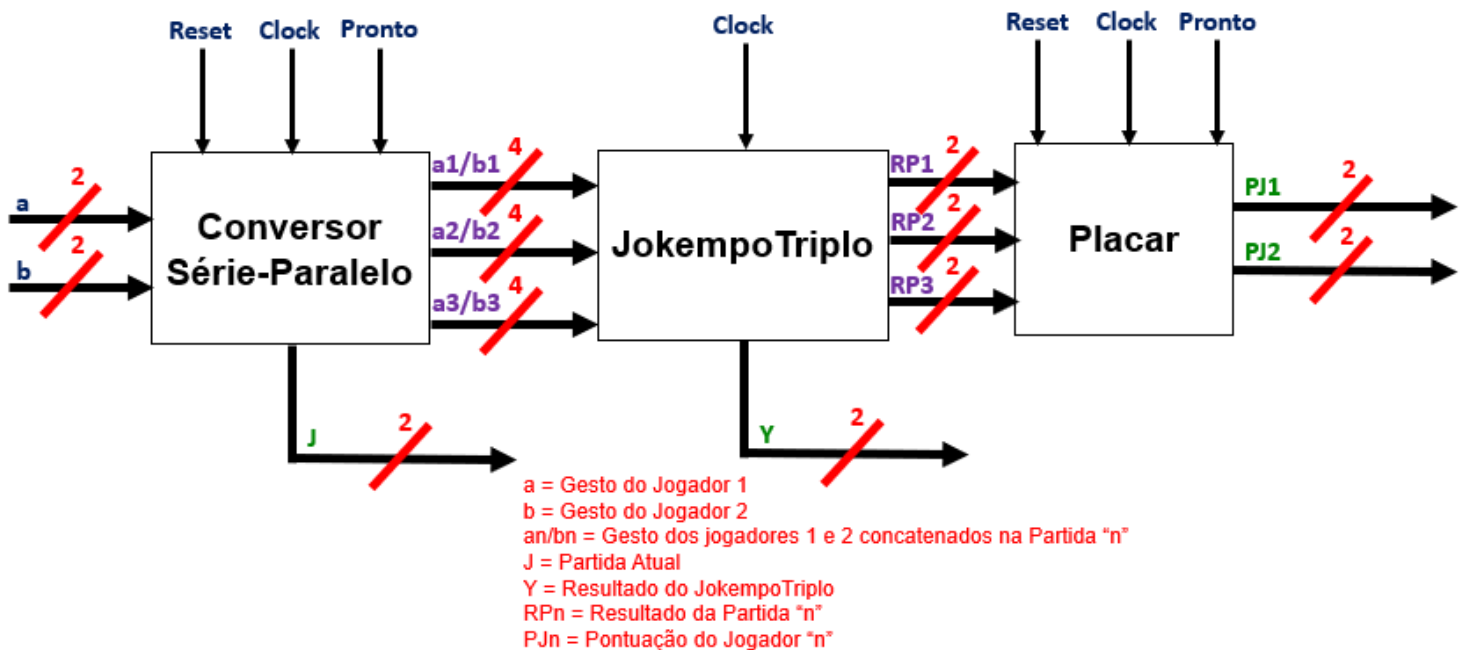 Reset Clock Pronto
Clock
Reset Clock Pronto
a
2
b
2
Conversor
Série-Paralelo
a1/b1
4
a2/b2
4
a3/b3
4
JokempoTriplo
RP1
2
RP2
2
RP3
2
Placar
PJ1
2
PJ2
2
J
2
Y
2
a = Gesto do Jogador 1
b = Gesto do Jogador 2
an/bn = Gesto dos jogadores 1 e 2 concatenados na Partida “n”
J = Partida Atual
Y = Resultado do JokempoTriplo
RPn = Resultado da Partida “n”
PJn = Pontuação do Jogador “n”